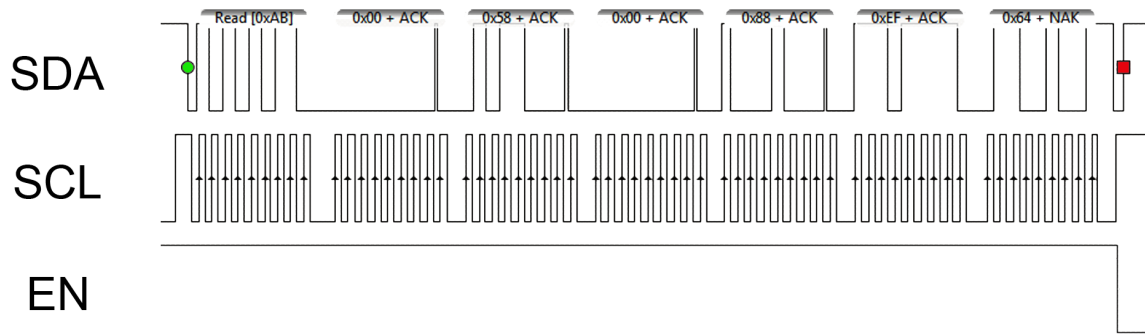 Read [0xAB] 0x00 + ACK 0x58 + ACK 0x00 + ACK 0x88 + ACK 0xEF + ACK 0x64 + NAK
SDA
SCL
EN